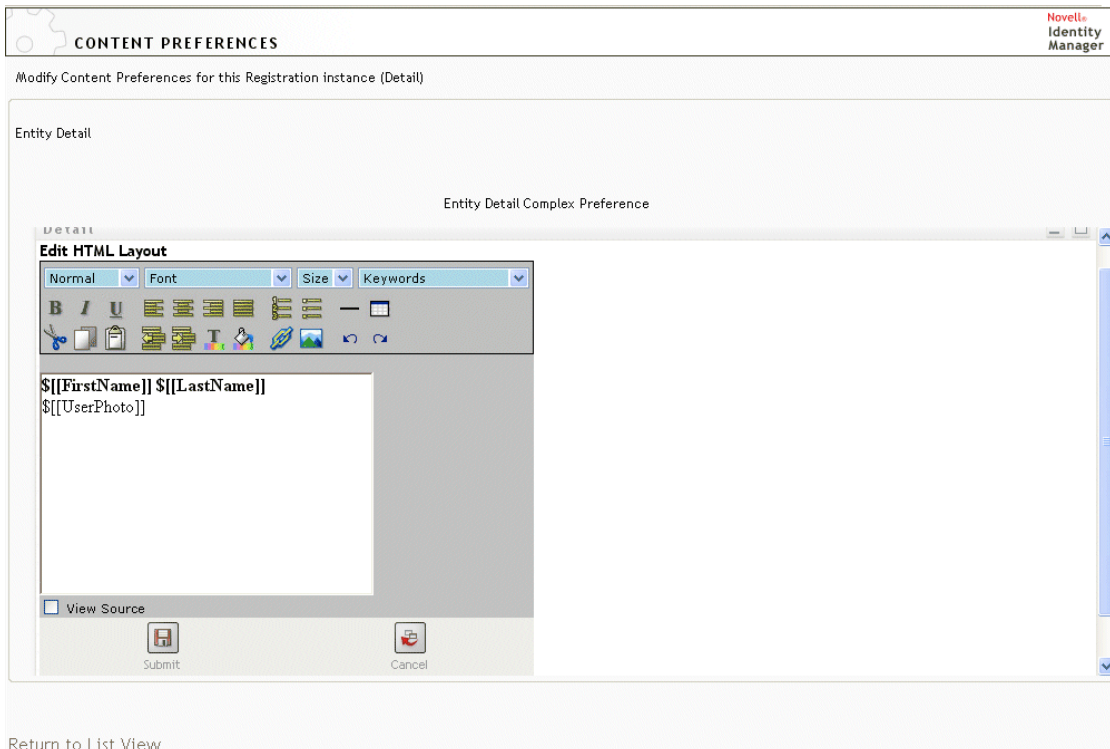 Novell®
Identity
Manager
CONTENT PREFERENCES
Modify Content Preferences for this Registration instance (Detail)
Entity Detail
Entity Detail Complex Preference
Detail
Edit HTML Layout
Normal Font Size Keywords
B I U
T
$[[FirstName]] $[[LastName]]
$[[UserPhoto]]
View Source
Submit Cancel
Return to List View